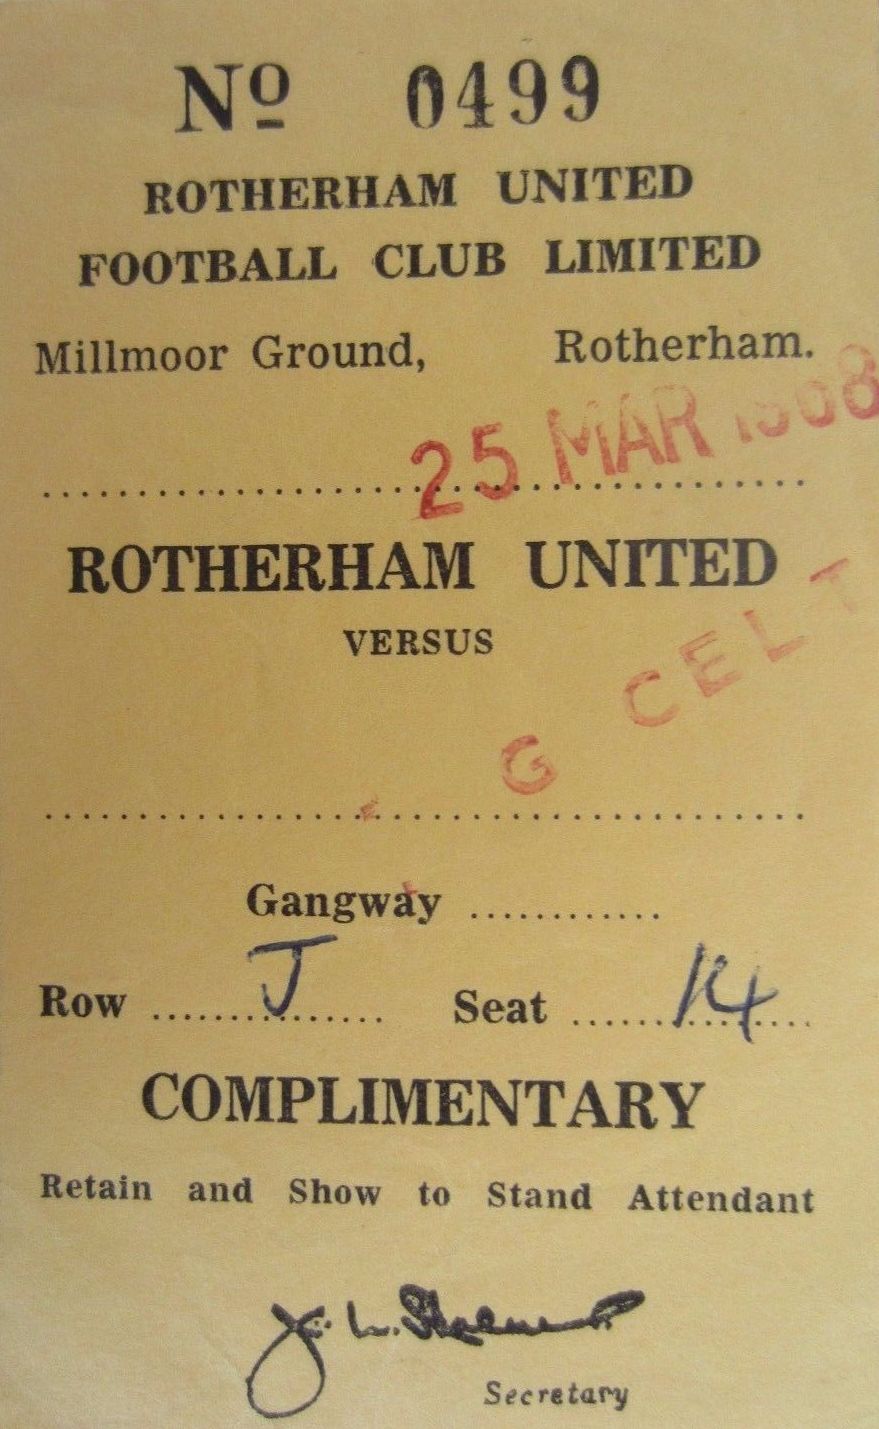 Nº 0499
ROTHERHAM UNITED
FOOTBALL CLUB LIMITED
Millmoor Ground, Rotherham.
25 MAR 1968
ROTHERHAM UNITED
VERSUS
G CELT
Gangway ............
Row J Seat 14
COMPLIMENTARY
Retain and Show to Stand Attendant
Secretary